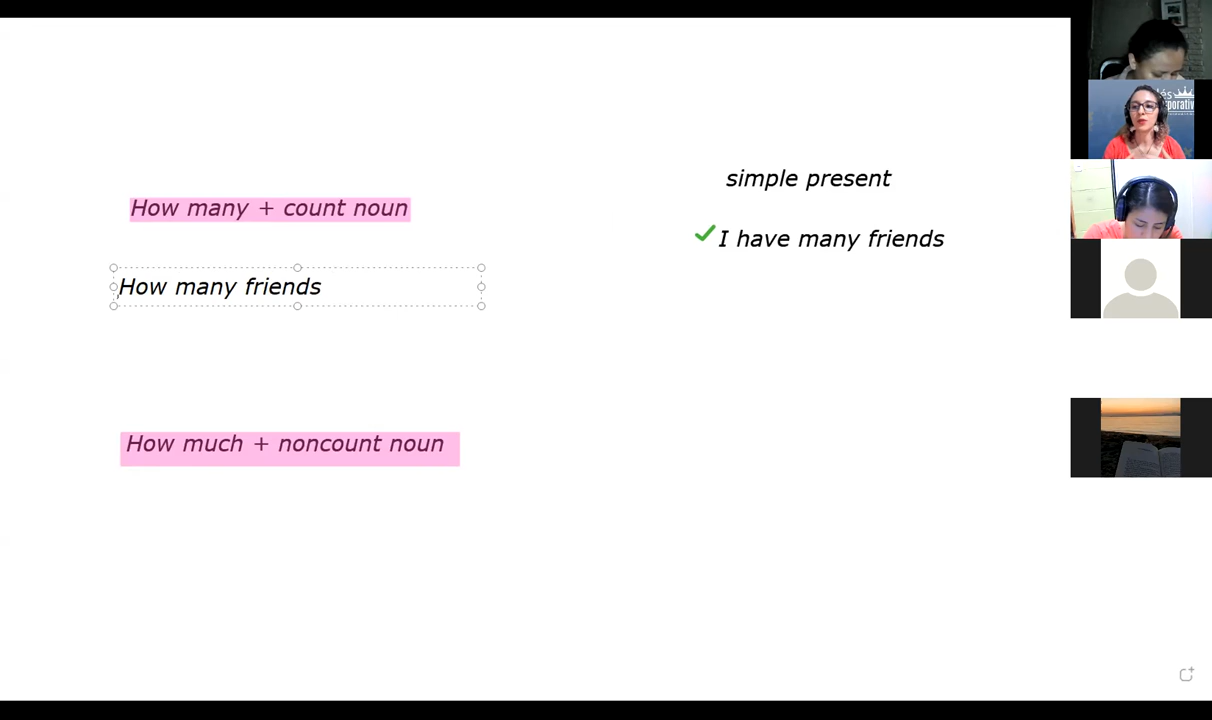 How many + count noun
How many friends
How much + noncount noun
simple present
I have many friends